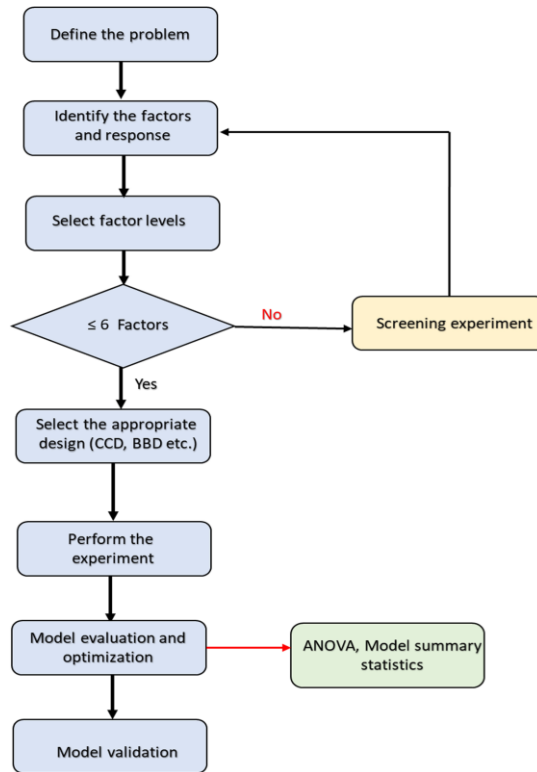 Define the problem
Identify the factors
and response
Select factor levels
≤ 6 Factors
No
Screening experiment
Yes
Select the appropriate
design (CCD, BBD etc.)
Perform the
experiment
Model evaluation and
optimization
ANOVA, Model summary
statistics
Model validation